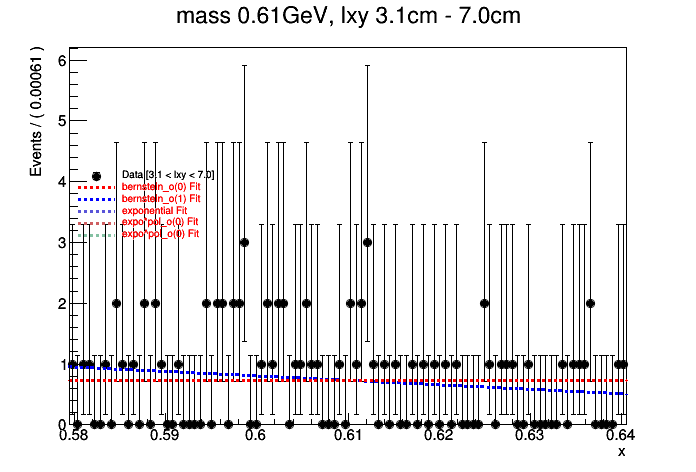 mass 0.61GeV, lxy 3.1cm - 7.0cm
Events / ( 0.00061 )
6
5
4
3
2
1
0
Data [3.1 < lxy < 7.0]
bernstein_o(0) Fit
bernstein_o(1) Fit
exponential Fit
expo*pol_o(0) Fit
expo*pol_o(0) Fit
0.58 0.59 0.6 0.61 0.62 0.63 0.64
x